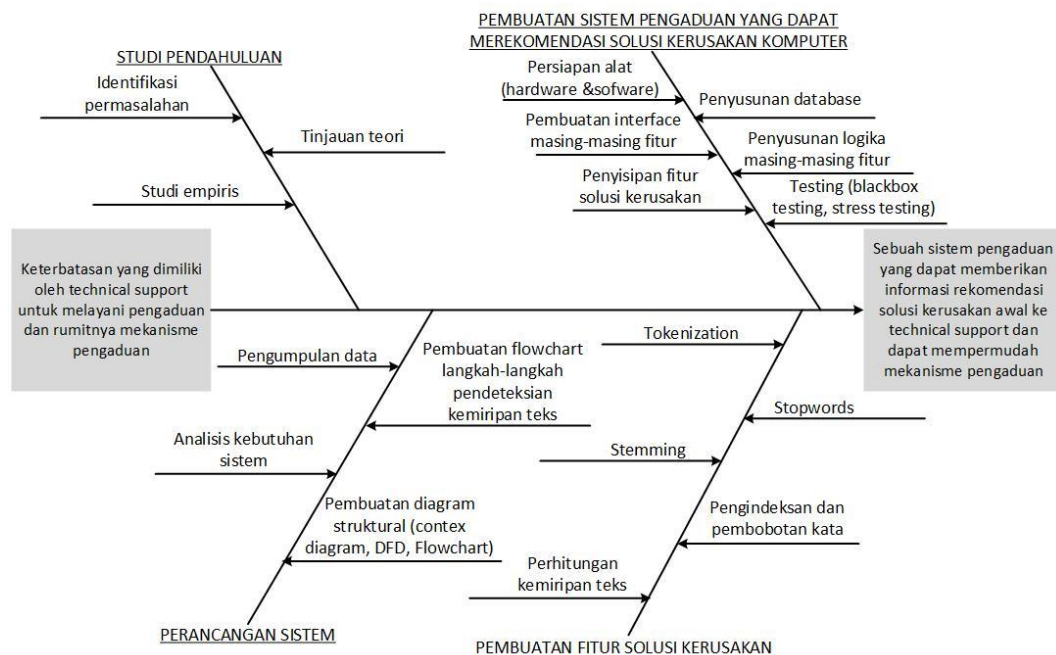 STUDI PENDAHULUAN
Identifikasi
permasalahan
Tinjauan teori
Studi empiris
PEMBUATAN SISTEM PENGADUAN YANG DAPAT
MEREKOMENDASI SOLUSI KERUSAKAN KOMPUTER
Persiapan alat
(hardware &sofware)
Penyusunan database
Pembuatan interface
masing-masing fitur
Penyusunan logika
masing-masing fitur
Penyisipan fitur
solusi kerusakan
Testing (blackbox
testing, stress testing)
Keterbatasan yang dimiliki
oleh technical support
untuk melayani pengaduan
dan rumitnya mekanisme
pengaduan
Sebuah sistem pengaduan
yang dapat memberikan
informasi rekomendasi
solusi kerusakan awal ke
technical support dan
dapat mempermudah
mekanisme pengaduan
Pengumpulan data
Pembuatan flowchart
langkah-langkah
pendeteksian
kemiripan teks
Analisis kebutuhan
sistem
Pembuatan diagram
struktural (contex
diagram, DFD, Flowchart)
PERANCANGAN SISTEM
Tokenization
Stopwords
Stemming
Pengindeksan dan
pembobotan kata
Perhitungan
kemiripan teks
PEMBUATAN FITUR SOLUSI KERUSAKAN